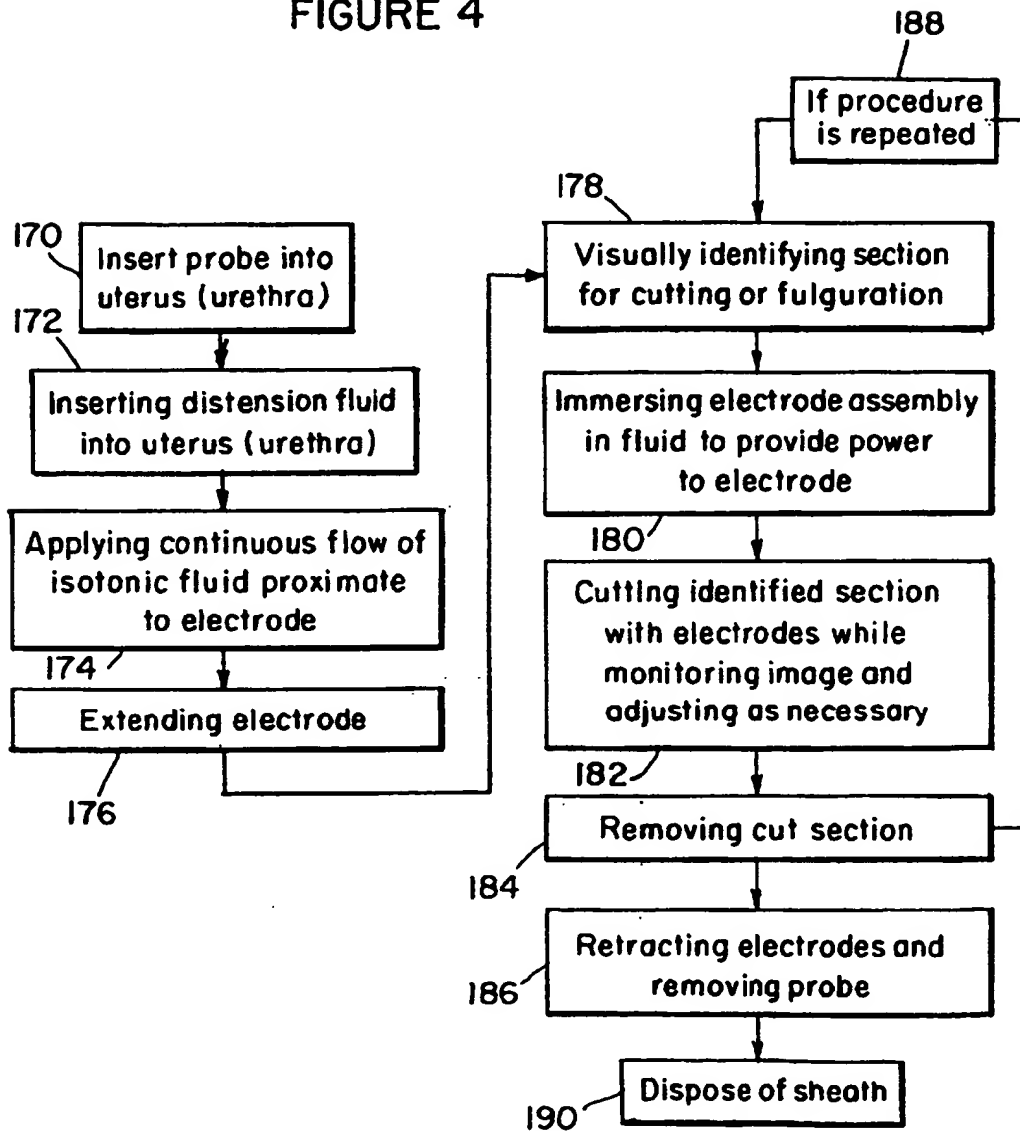 FIGURE 4
170
Insert probe into
uterus (urethra)
172
Inserting distension fluid
into uterus (urethra)
Applying continuous flow of
isotonic fluid proximate
to electrode
174
Extending electrode
176
188
If procedure
is repeated
178
Visually identifying section
for cutting or fulguration
Immersing electrode assembly
in fluid to provide power
to electrode
180
Cutting identified section
with electrodes while
monitoring image and
adjusting as necessary
182
Removing cut section
184
Retracting electrodes and
removing probe
186
Dispose of sheath
190